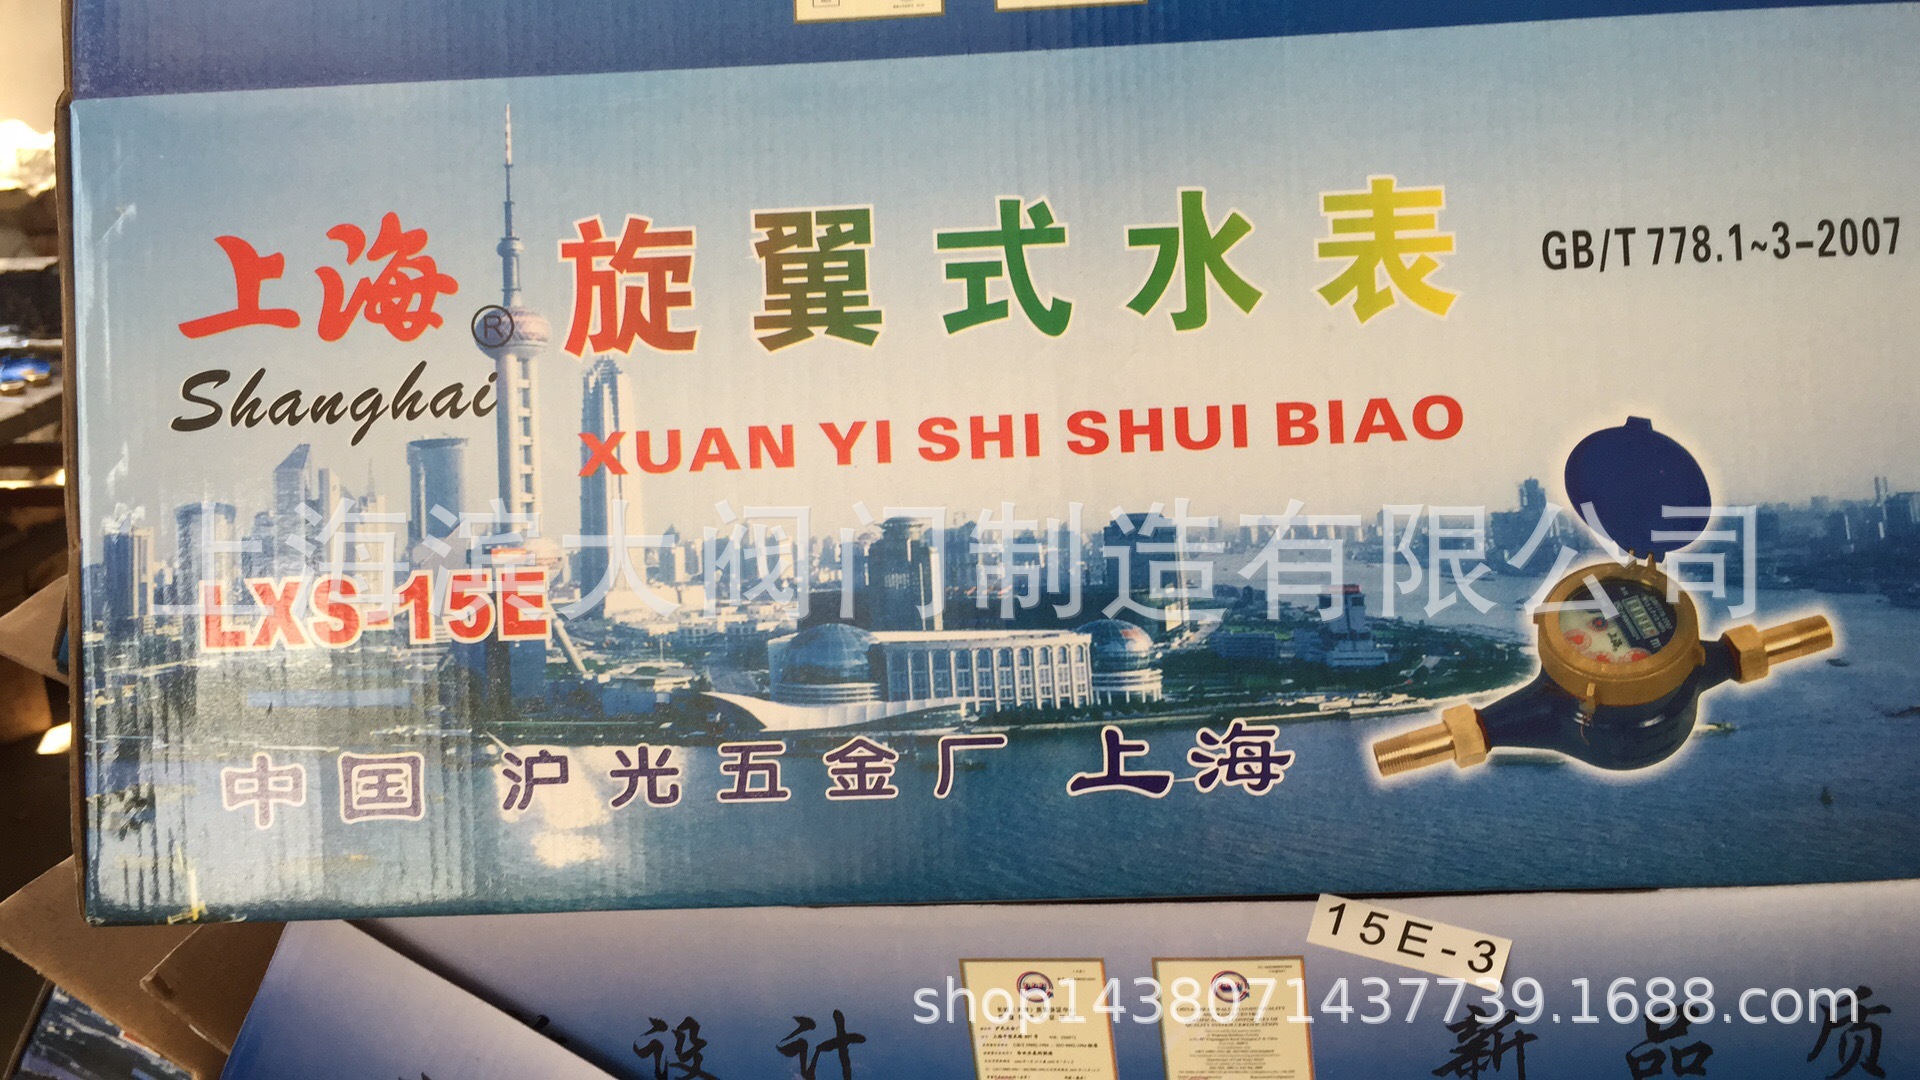 上海® 旋翼式水表 GB/T 778.1~3-2007
Shanghai
XUAN YI SHI SHUI BIAO
上海滨大阀门制造有限公司
LXS-15E
中国 沪光五金厂 上海
15E-3
shop1438071437739.1688.com
设计
新品质